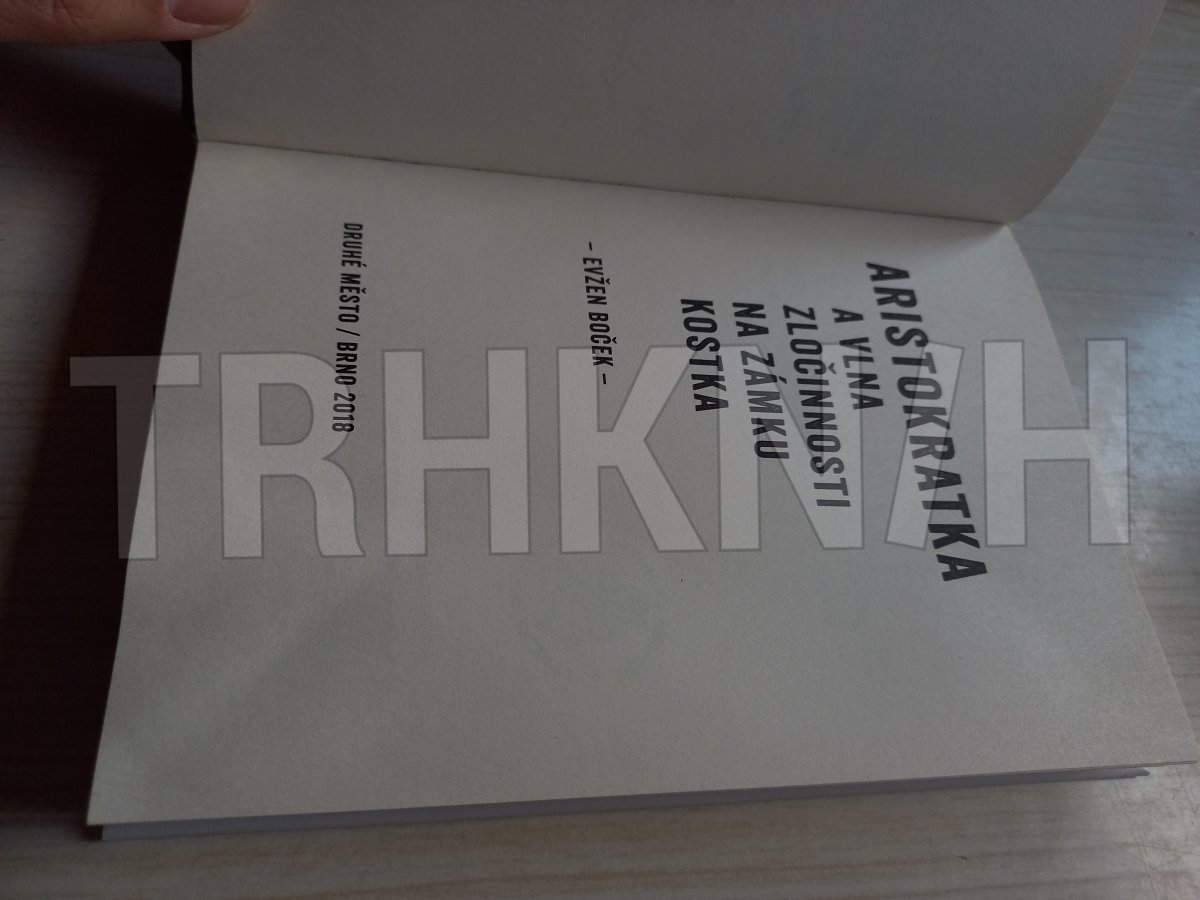 ARISTOKRATKA
A VLNA
ZLOČINNOSTI
NA ZÁMKU
KOSTKA
– EVŽEN BOČEK –
DRUHÉ MĚSTO / BRNO 2018
TRHKNIH